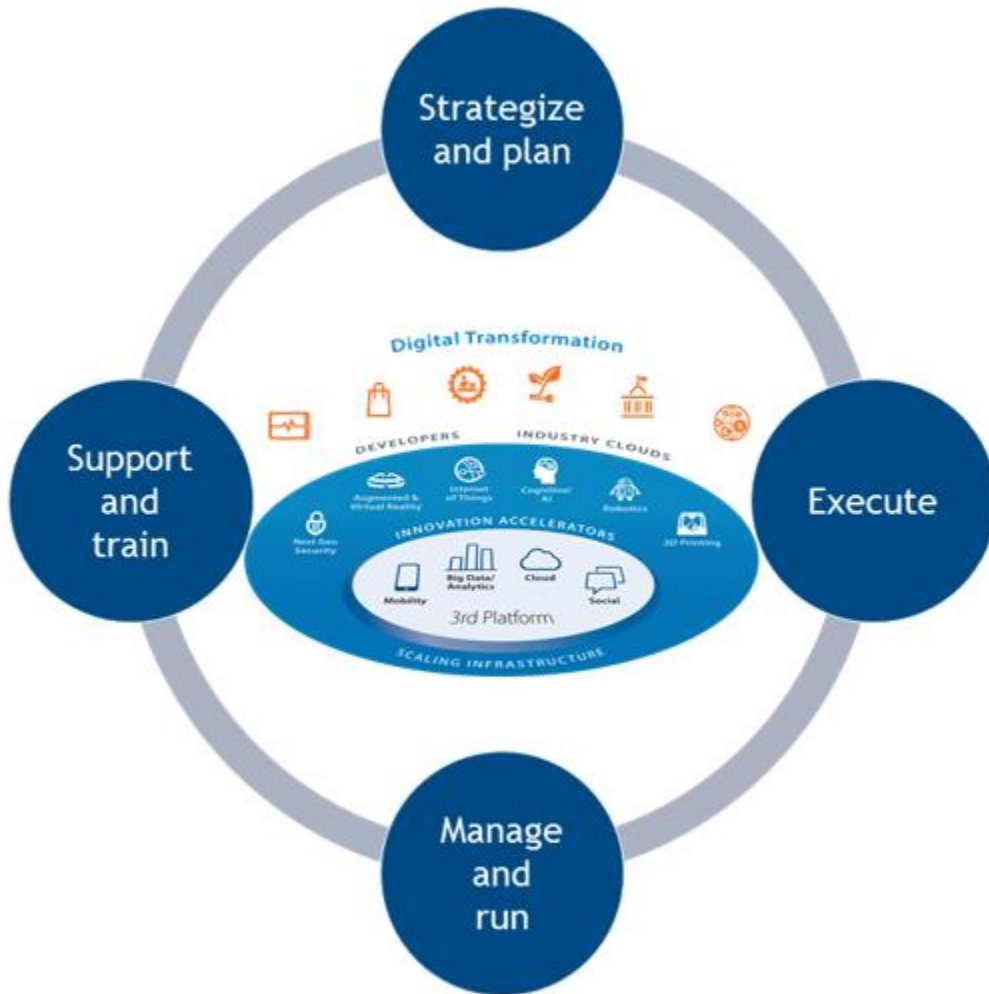 Strategize
and plan
Digital Transformation
DEVELOPERS
INDUSTRY CLOUDS
Support
and
train
Execute
Next Gen
Security
Augmented &
Virtual Reality
Internet
of Things
Cognitive/
AI
Robotics
3D Printing
INNOVATION ACCELERATORS
Mobility
Big Data/
Analytics
Cloud
Social
3rd Platform
SCALING INFRASTRUCTURE
Manage
and
run